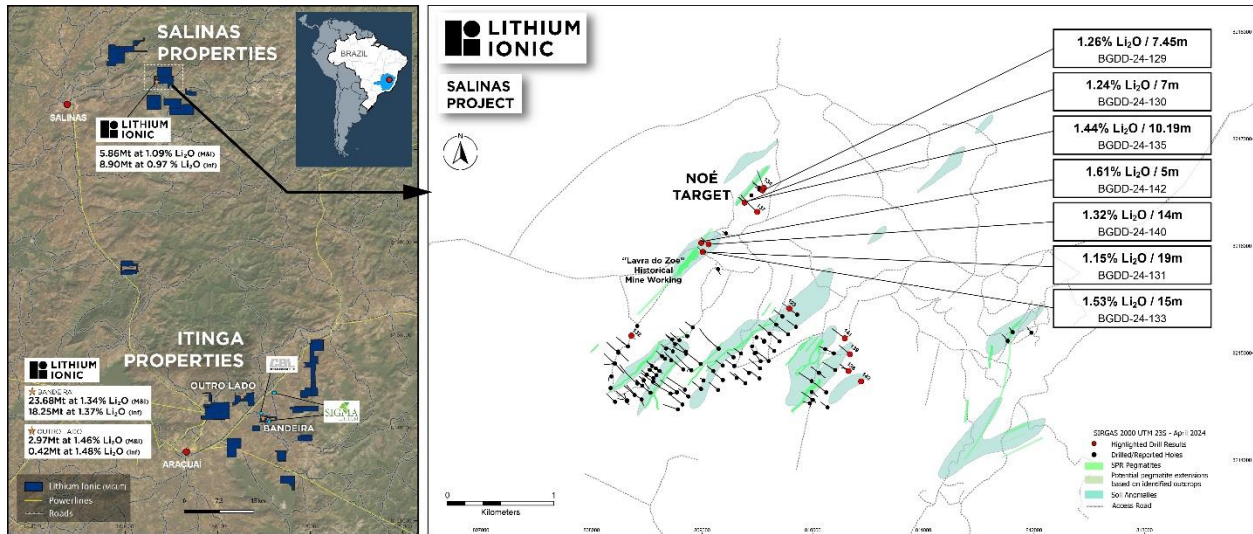 SALINAS
PROPERTIES
BRAZIL
SALINAS
LITHIUM
IONIC
5.86Mt at 1.09% Li₂O (M&I)
8.90Mt at 0.97 % Li₂O (Inf)
ITINGA
PROPERTIES
LITHIUM
IONIC
CBL
OUTRO LADO
SIGMA
BANDEIRA
23.68Mt at 1.34% Li₂O (M&I)
18.25Mt at 1.37% Li₂O (Inf)
BANDEIRA
OUTRO LADO
2.97Mt at 1.46% Li₂O (M&I)
0.42Mt at 1.48% Li₂O (Inf)
ARAÇUAÍ
Lithium Ionic (MGLIT)
Powerlines
Roads
LITHIUM
IONIC
SALINAS
PROJECT
N
NOÉ
TARGET
"Lavra do Zoe"
Historical
Mine Working
1.26% Li₂O / 7.45m
BGDD-24-129
1.24% Li₂O / 7m
BGDD-24-130
1.44% Li₂O / 10.19m
BGDD-24-135
1.61% Li₂O / 5m
BGDD-24-142
1.32% Li₂O / 14m
BGDD-24-140
1.15% Li₂O / 19m
BGDD-24-131
1.53% Li₂O / 15m
BGDD-24-133
137
132
141
139
SIRGAS 2000 UTM 23S - April 2024
Highlighted Drill Results
Drilled/Reported Holes
SPR Pegmatites
Potential pegmatite extensions
based on identified outcrops
Soil Anomalies
Access Road
0 1
Kilometers